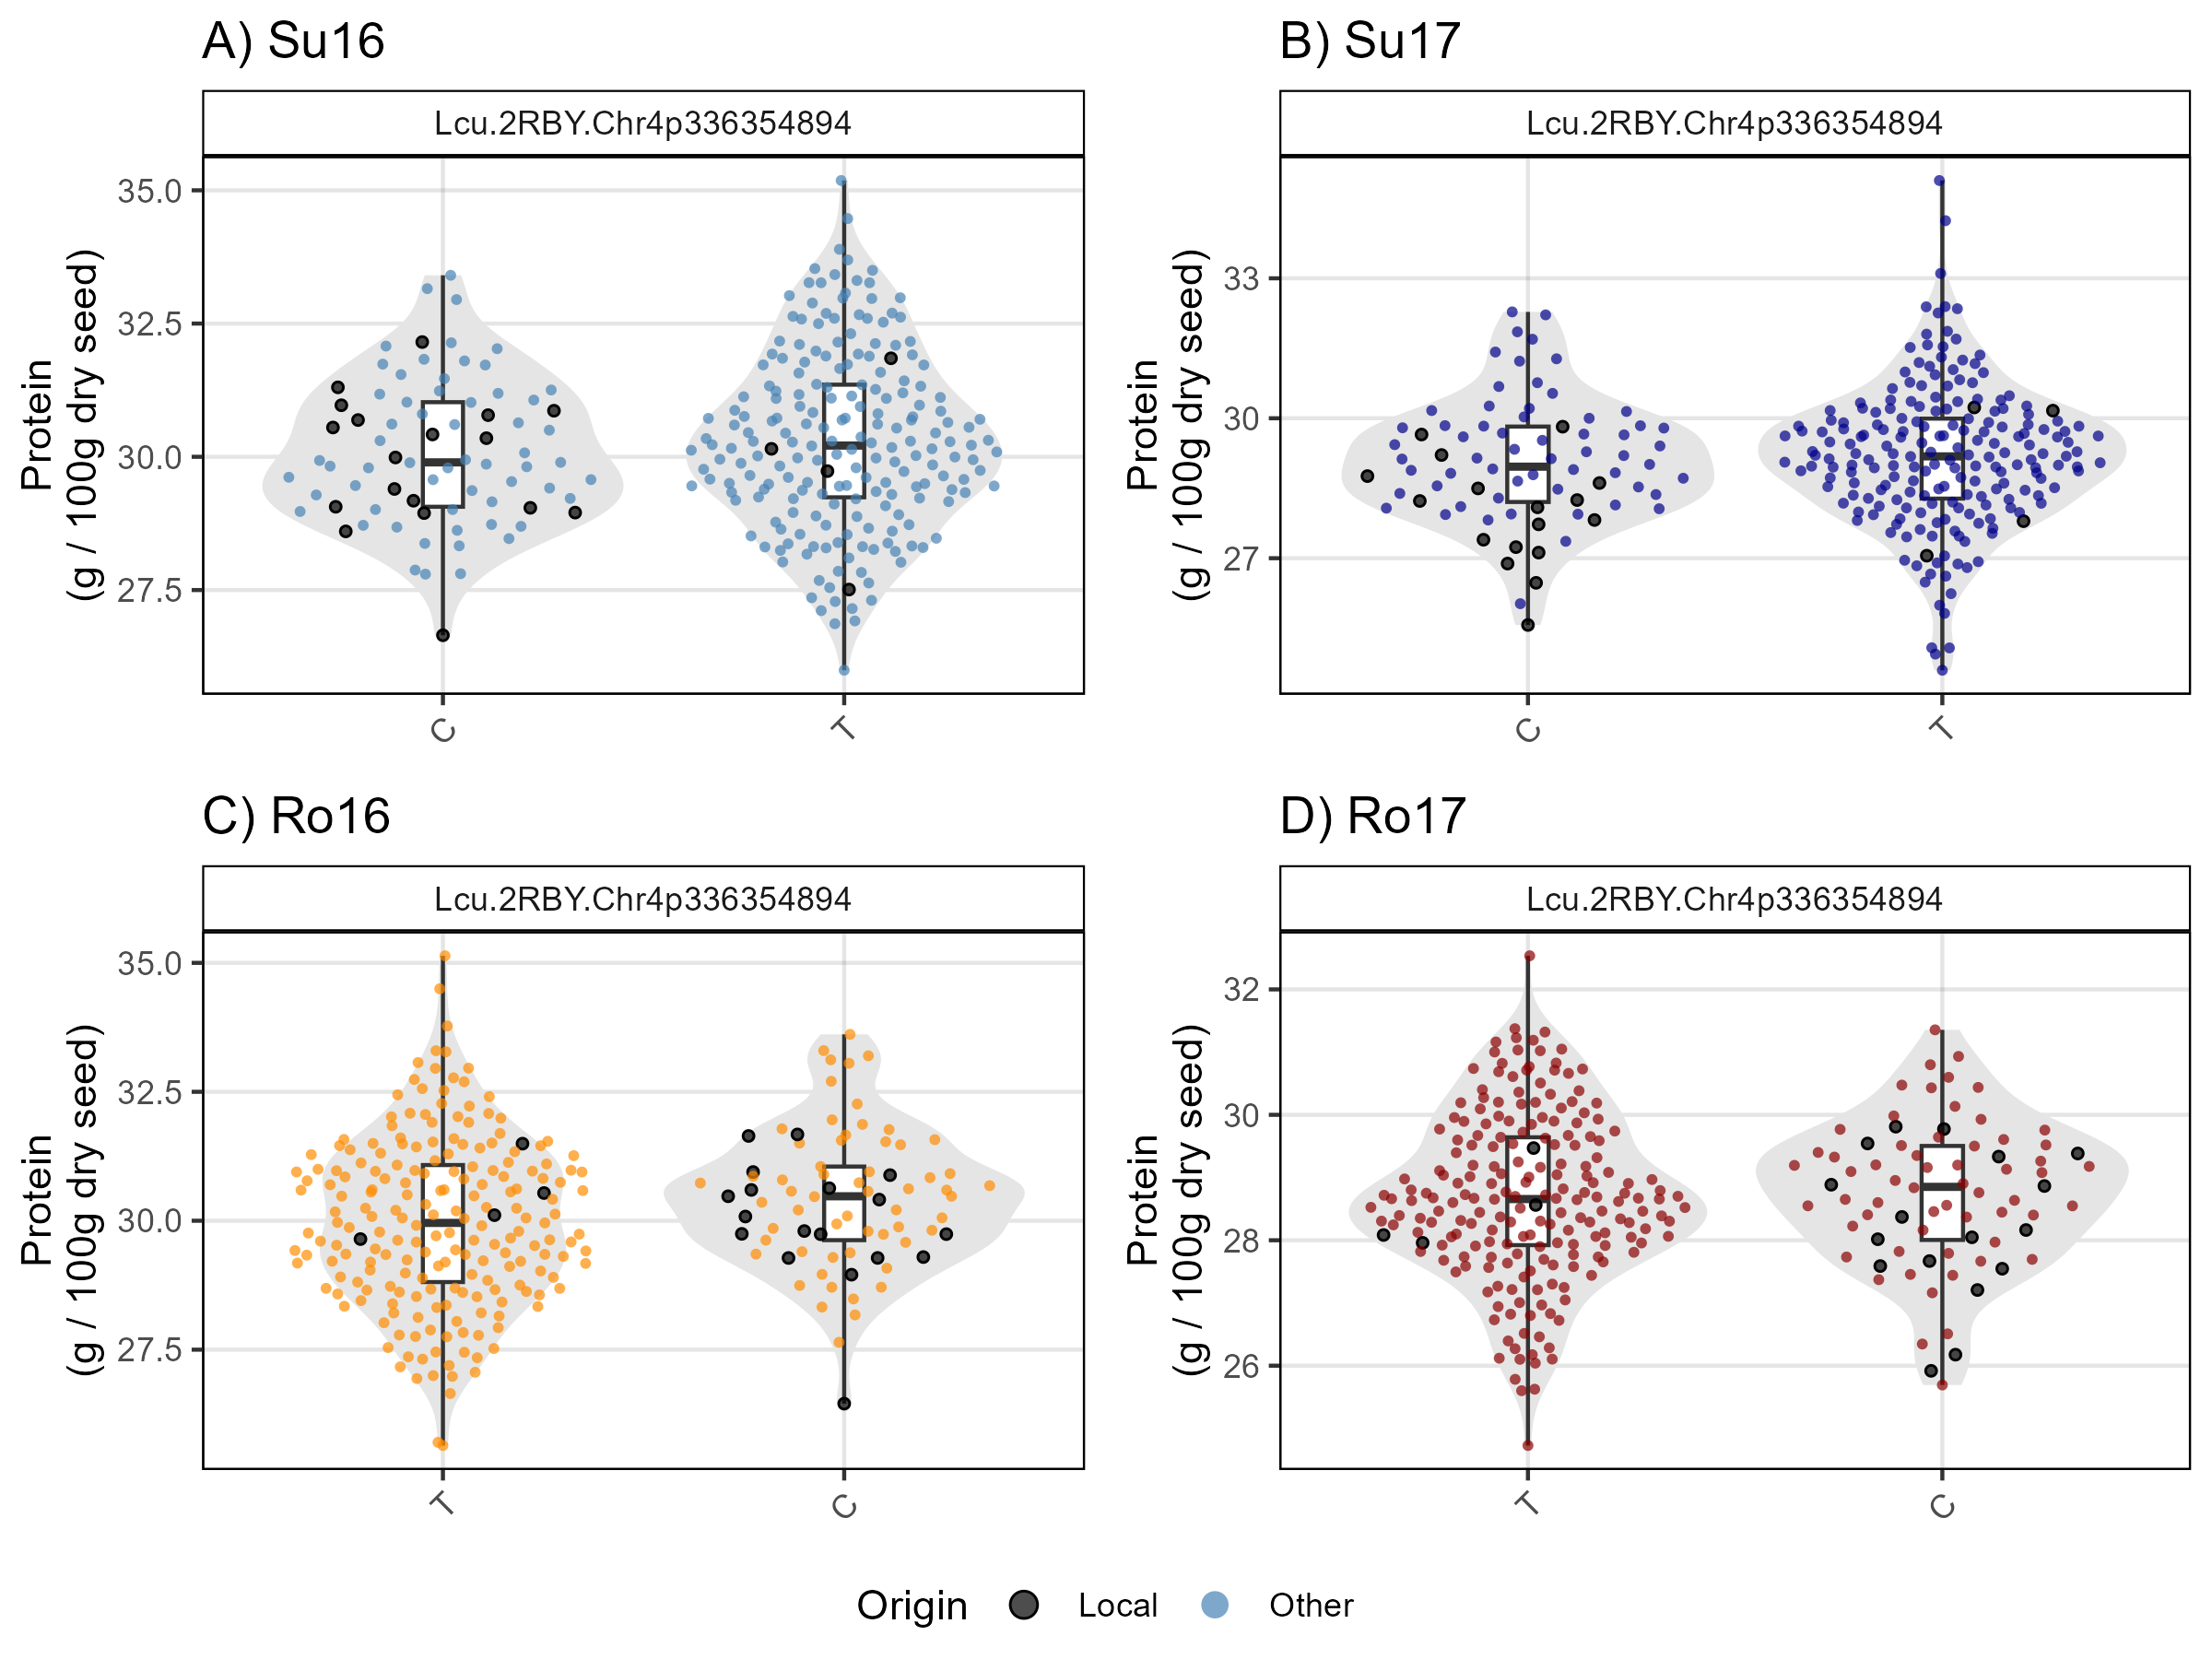 A) Su16
Lcu.2RBY.Chr4p336354894
Protein
(g / 100g dry seed)
35.0
32.5
30.0
27.5
C
T
B) Su17
Lcu.2RBY.Chr4p336354894
Protein
(g / 100g dry seed)
33
30
27
C
T
C) Ro16
Lcu.2RBY.Chr4p336354894
Protein
(g / 100g dry seed)
35.0
32.5
30.0
27.5
T
C
D) Ro17
Lcu.2RBY.Chr4p336354894
Protein
(g / 100g dry seed)
32
30
28
26
T
C
Origin Local Other